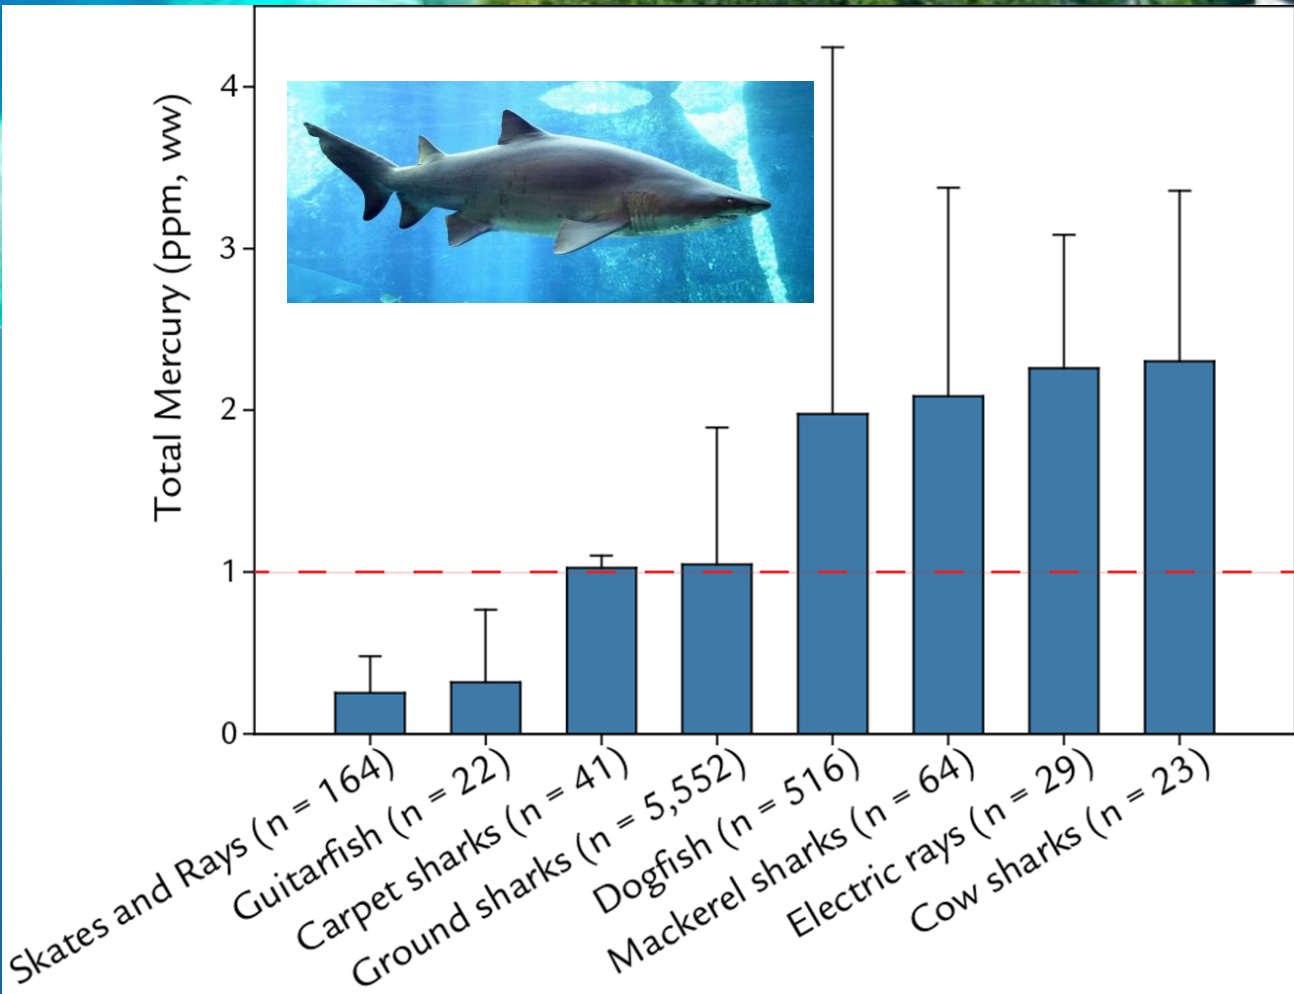 Total Mercury (ppm, ww)
4
3
2
1
0
Skates and Rays (n = 164)
Guitarfish (n = 22)
Carpet sharks (n = 41)
Ground sharks (n = 5,552)
Dogfish (n = 516)
Mackerel sharks (n = 64)
Electric rays (n = 29)
Cow sharks (n = 23)